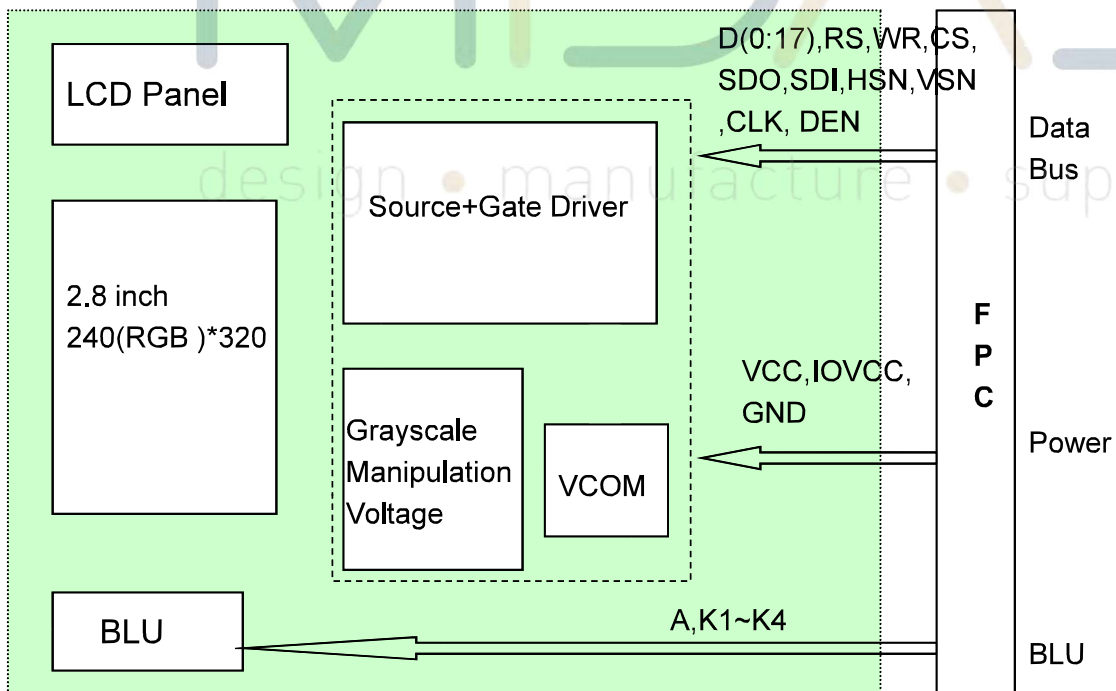 LCD Panel
2.8 inch
240(RGB )*320
Source+Gate Driver
Grayscale
Manipulation
Voltage
VCOM
BLU
D(0:17),RS,WR,CS,
SDO,SDI,HSN,VSN
,CLK, DEN
VCC,IOVCC,
GND
A,K1~K4
F
P
C
Data
Bus
Power
BLU
design • manufacture • sup